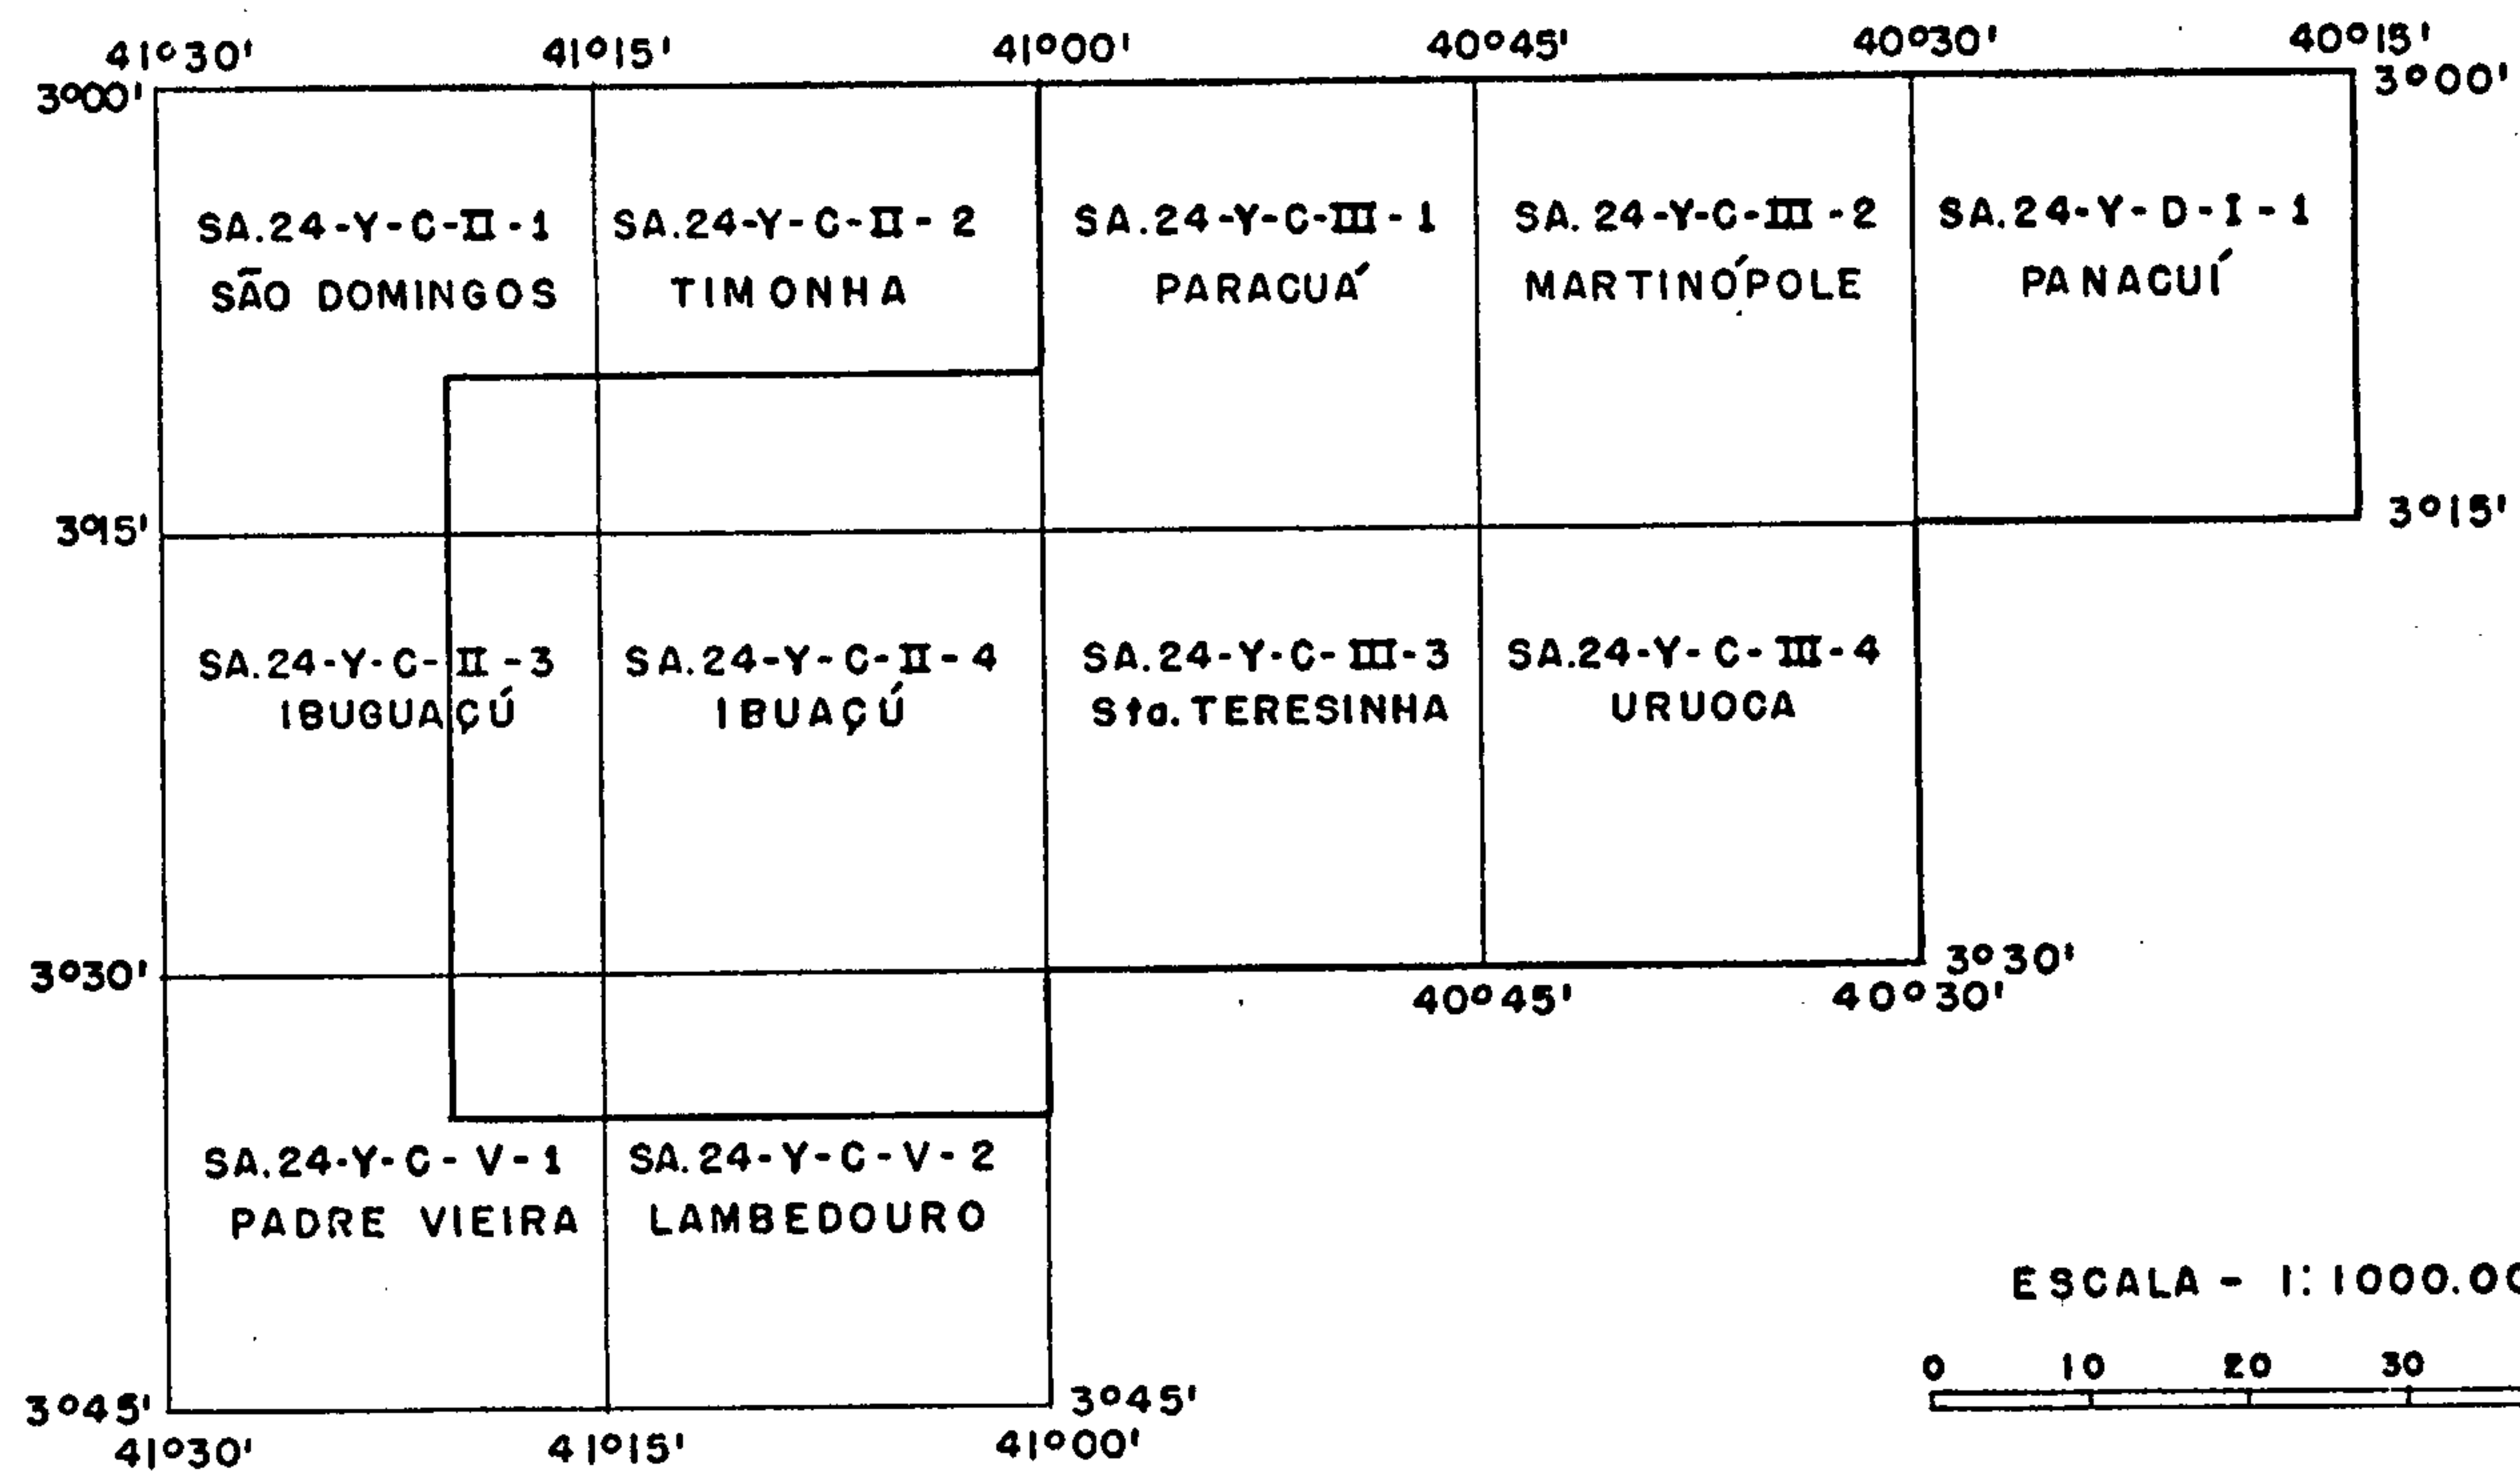 41°30' 41°15' 41°00' 40°45' 40°30' 40°15'
3°00' 3°00'
SA.24-Y-C-II-1 SA.24-Y-C-II-2 SA.24-Y-C-III-1 SA.24-Y-C-III-2 SA.24-Y-D-I-1
SÃO DOMINGOS TIMONHA PARACUÁ MARTINÓPOLE PANACUÍ
3°15' 3°15'
SA.24-Y-C-II-3 SA.24-Y-C-II-4 SA.24-Y-C-III-3 SA.24-Y-C-III-4
IBUGUAÇÚ IBUAÇÚ Sta. TERESINHA URUOCA
3°30' 3°30'
40°45' 40°30'
SA.24-Y-C-V-1 SA.24-Y-C-V-2
PADRE VIEIRA LAMBEDOURO
ESCALA - 1:1000.00
0 10 20 30
3°45' 3°45'
41°30' 41°15' 41°00'